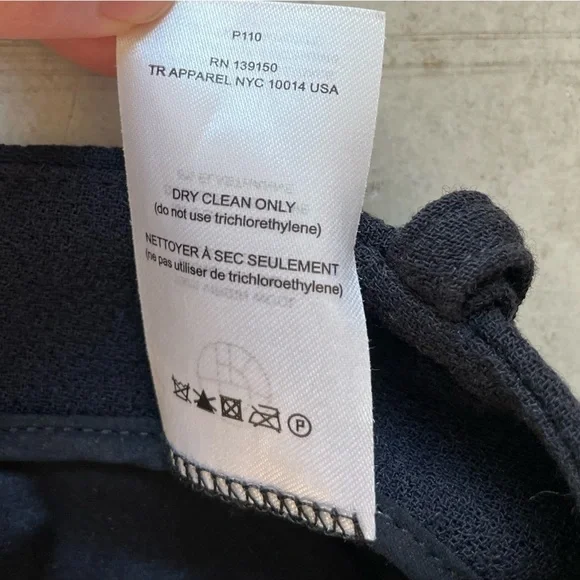 P110
RN 139150
TR APPAREL NYC 10014 USA
DRY CLEAN ONLY
(do not use trichlorethylene)
NETTOYER À SEC SEULEMENT
(ne pas utiliser de trichloroethylene)
P